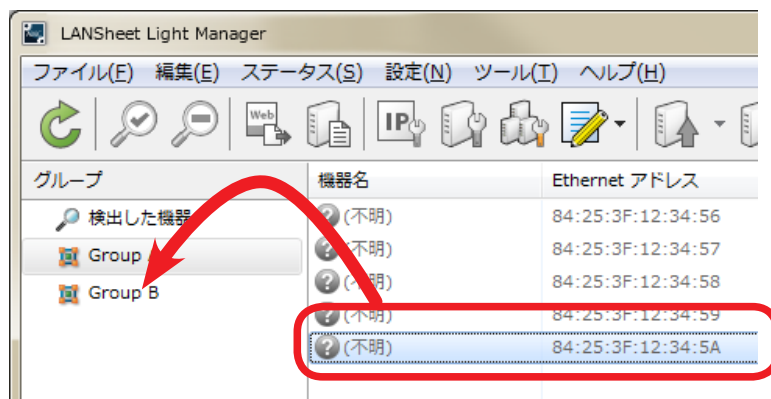 LANSheet Light Manager
ファイル(F) 編集(E) ステータス(S) 設定(N) ツール(T) ヘルプ(H)
Web
IP
グループ
検出した機器
Group
Group B
機器名 Ethernet アドレス
(不明) 84:25:3F:12:34:56
(不明) 84:25:3F:12:34:57
(不明) 84:25:3F:12:34:58
(不明) 84:25:3F:12:34:59
(不明) 84:25:3F:12:34:5A